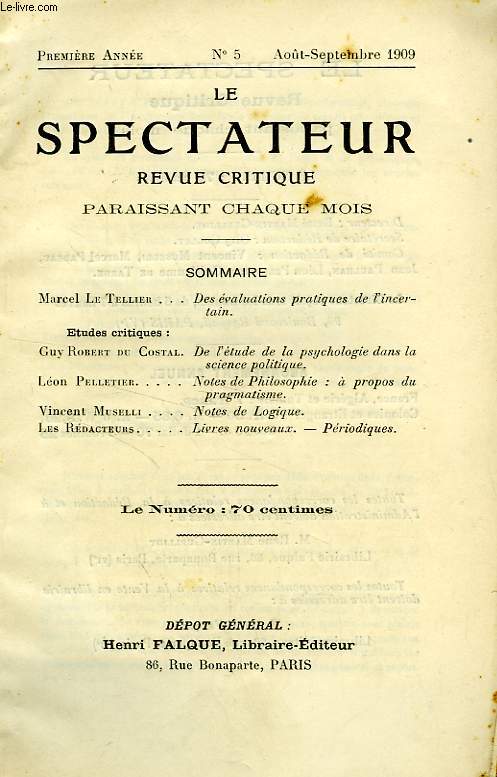 Le-livre.com
PREMIÈRE ANNÉE N° 5 Août-Septembre 1909
LE
SPECTATEUR
REVUE CRITIQUE
PARAISSANT CHAQUE MOIS
SOMMAIRE
Marcel LE TELLIER . . . Des évaluations pratiques de l'incer-
tain.
Etudes critiques :
GUY ROBERT DU COSTAL. De l'étude de la psychologie dans la
science politique.
Léon PELLETIER. . . . . Notes de Philosophie : à propos du
pragmatisme.
Vincent MUSELLI . . . . Notes de Logique.
LES RÉDACTEURS. . . . . Livres nouveaux. — Périodiques.
Le Numéro : 70 centimes
DÉPOT GÉNÉRAL :
Henri FALQUE, Libraire-Éditeur
86, Rue Bonaparte, PARIS